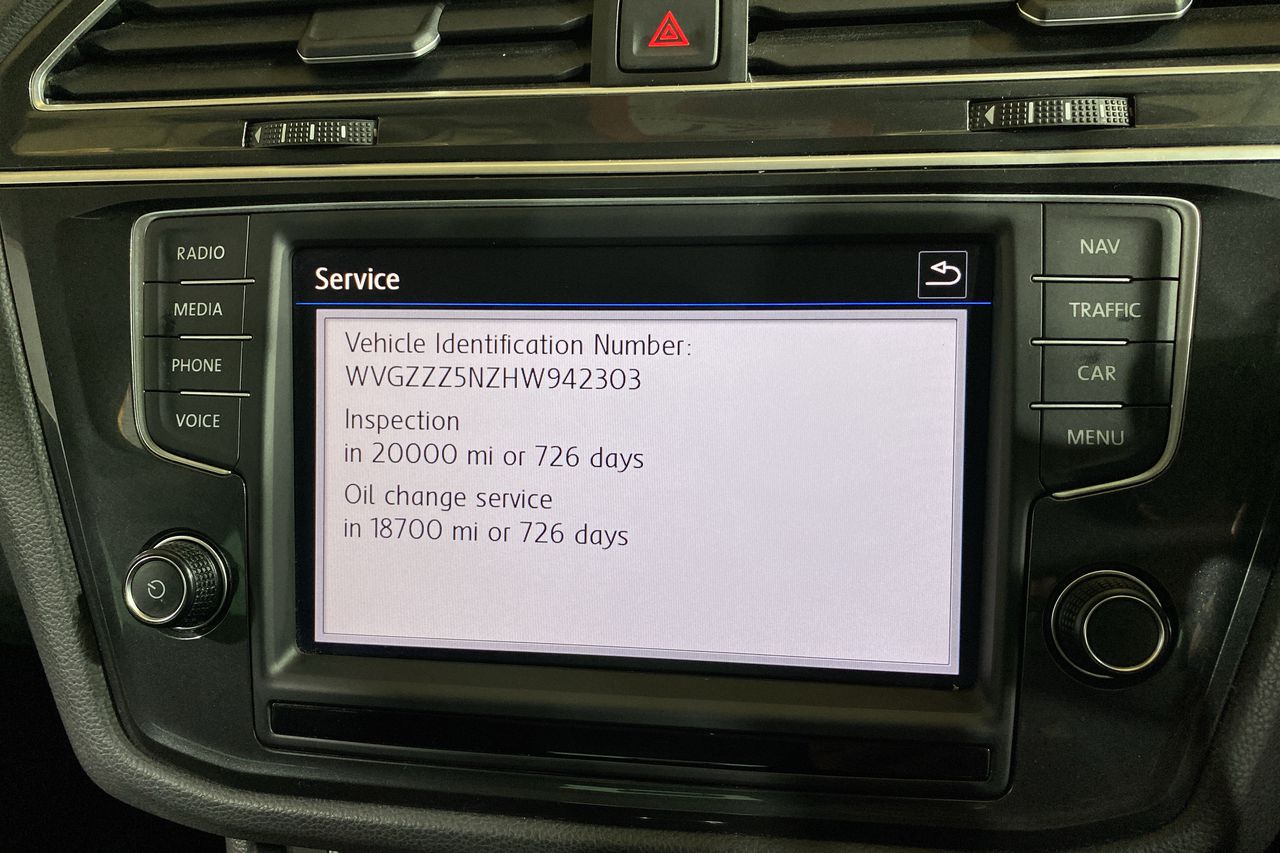 RADIO
MEDIA
PHONE
VOICE
Service
Vehicle Identification Number:
WVGZZZ5NZHW942303
Inspection
in 20000 mi or 726 days
Oil change service
in 18700 mi or 726 days
NAV
TRAFFIC
CAR
MENU